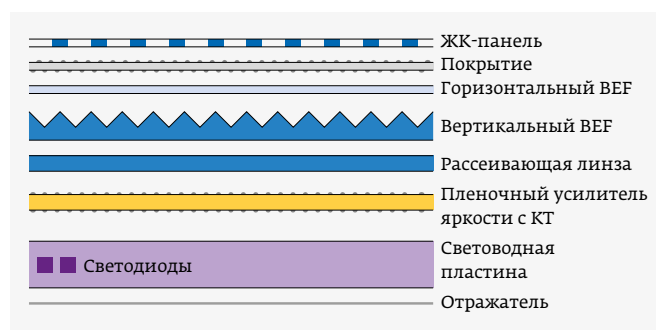 ЖК-панель
Покрытие
Горизонтальный BEF
Вертикальный BEF
Рассеивающая линза
Пленочный усилитель
яркости с КТ
Светодиоды
Световодная
пластина
Отражатель